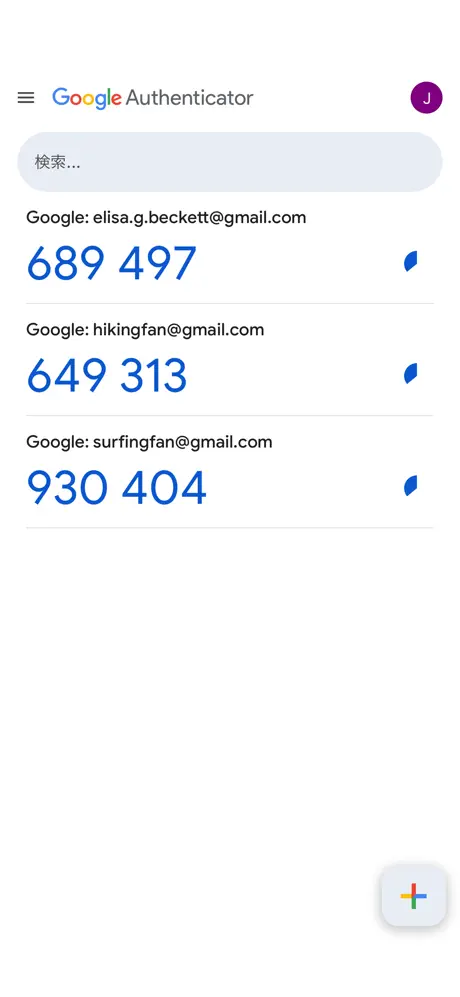 Google Authenticator
J
検索...
Google: elisa.g.beckett@gmail.com
689 497
Google: hikingfan@gmail.com
649 313
Google: surfingfan@gmail.com
930 404